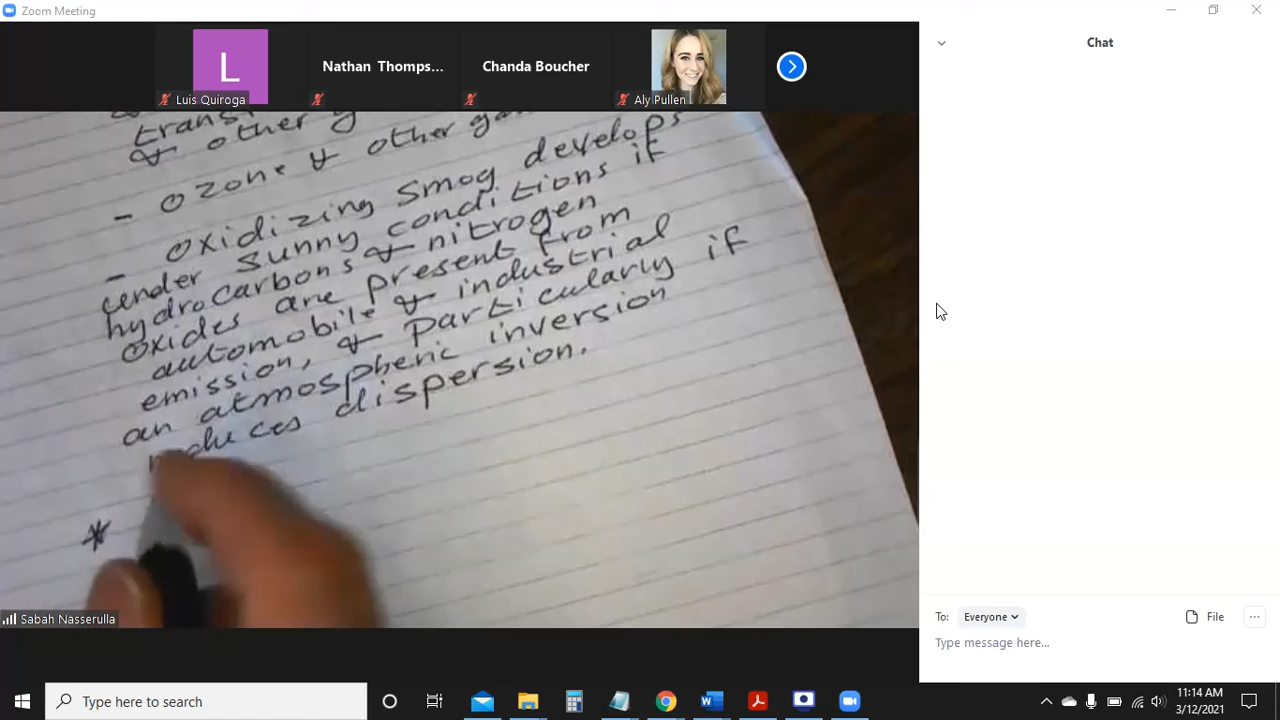 Zoom Meeting
L
Luis Quiroga
Nathan Thomps...
Chanda Boucher
Aly Pullen
& other
- Ozone & other
- Oxidizing Smog develops
under sunny conditions if
hydrocarbons & nitrogen
oxides are present from
automobile & industrial
emission, & particularly if
an atmospheric inversion
dispersion.
*
Sabah Nasserulla
Chat
To: Everyone
File
...
Type message here...
Type here to search
11:14 AM
3/12/2021